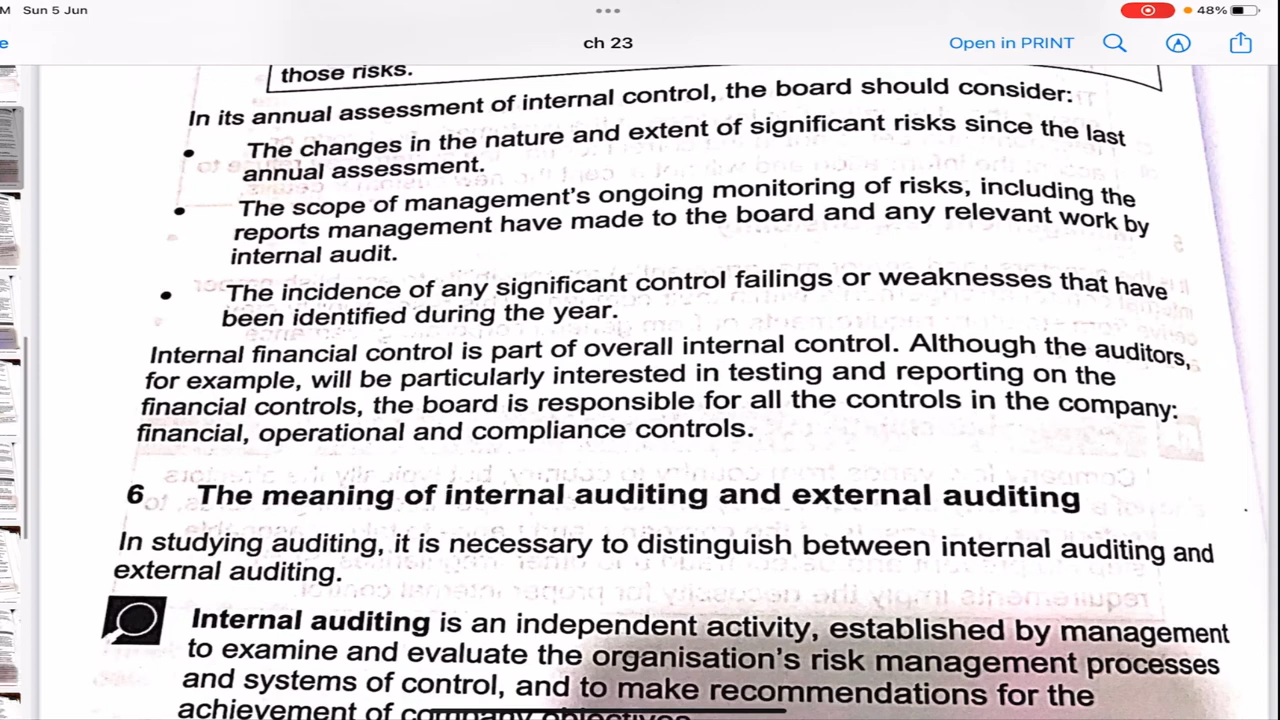 M Sun 5 Jun
48%
e
ch 23
Open in PRINT
those risks.
In its annual assessment of internal control, the board should consider:
• The changes in the nature and extent of significant risks since the last
annual assessment.
• The scope of management's ongoing monitoring of risks, including the
reports management have made to the board and any relevant work by
internal audit.
• The incidence of any significant control failings or weaknesses that have
been identified during the year.
Internal financial control is part of overall internal control. Although the auditors,
for example, will be particularly interested in testing and reporting on the
financial controls, the board is responsible for all the controls in the company:
financial, operational and compliance controls.
6 The meaning of internal auditing and external auditing
In studying auditing, it is necessary to distinguish between internal auditing and
external auditing.
Internal auditing is an independent activity, established by management
to examine and evaluate the organisation's risk management processes
and systems of control, and to make recommendations for the
achievement of company objectives.